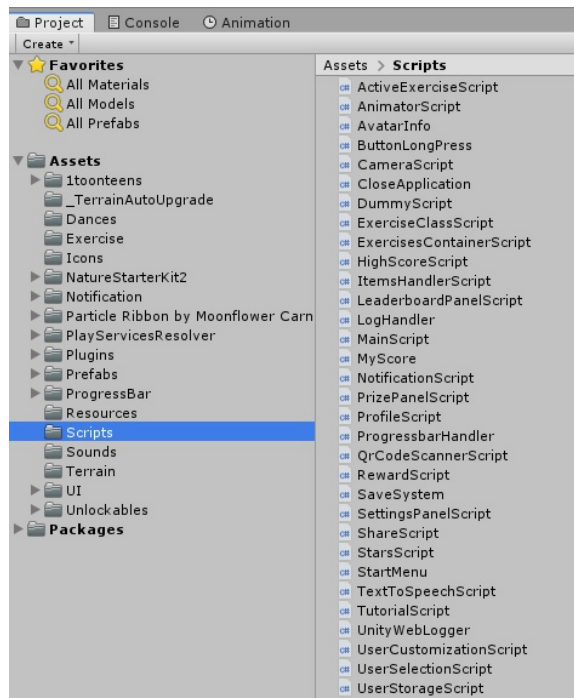 Project
Console
Animation
Create
Favorites
All Materials
All Models
All Prefabs
Assets
1toonteens
_TerrainAutoUpgrade
Dances
Exercise
Icons
NatureStarterKit2
Notification
Particle Ribbon by Moonflower Carn
PlayServicesResolver
Plugins
Prefabs
ProgressBar
Resources
Scripts
Sounds
Terrain
UI
Unlockables
Packages
Assets > Scripts
ActiveExerciseScript
AnimatorScript
AvatarInfo
ButtonLongPress
CameraScript
CloseApplication
DummyScript
ExerciseClassScript
ExercisesContainerScript
HighScoreScript
ItemsHandlerScript
LeaderboardPanelScript
LogHandler
MainScript
MyScore
NotificationScript
PrizePanelScript
ProfileScript
ProgressbarHandler
QrCodeScannerScript
RewardScript
SaveSystem
SettingsPanelScript
ShareScript
StarsScript
StartMenu
TextToSpeechScript
TutorialScript
UnityWebLogger
UserCustomizationScript
UserSelectionScript
UserStorageScript